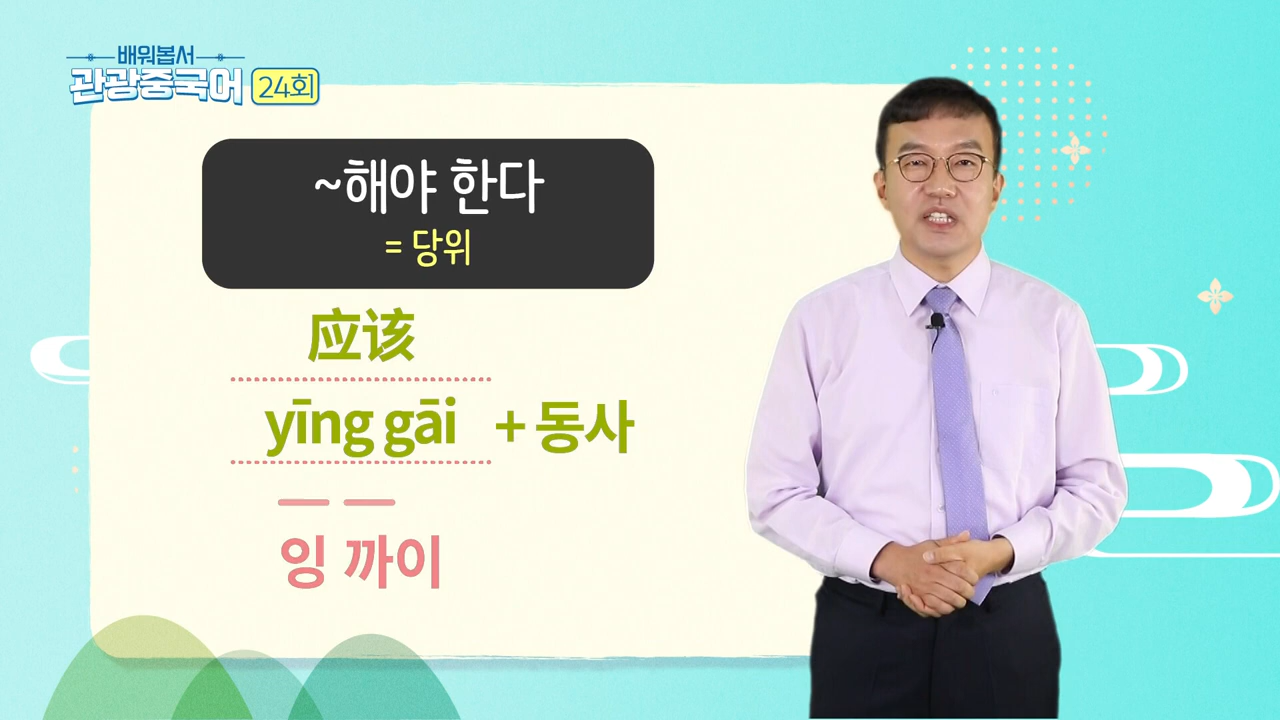 배워봅서
관광중국어 24회
~해야 한다
= 당위
应该
yīng gāi + 동사
잉 까이